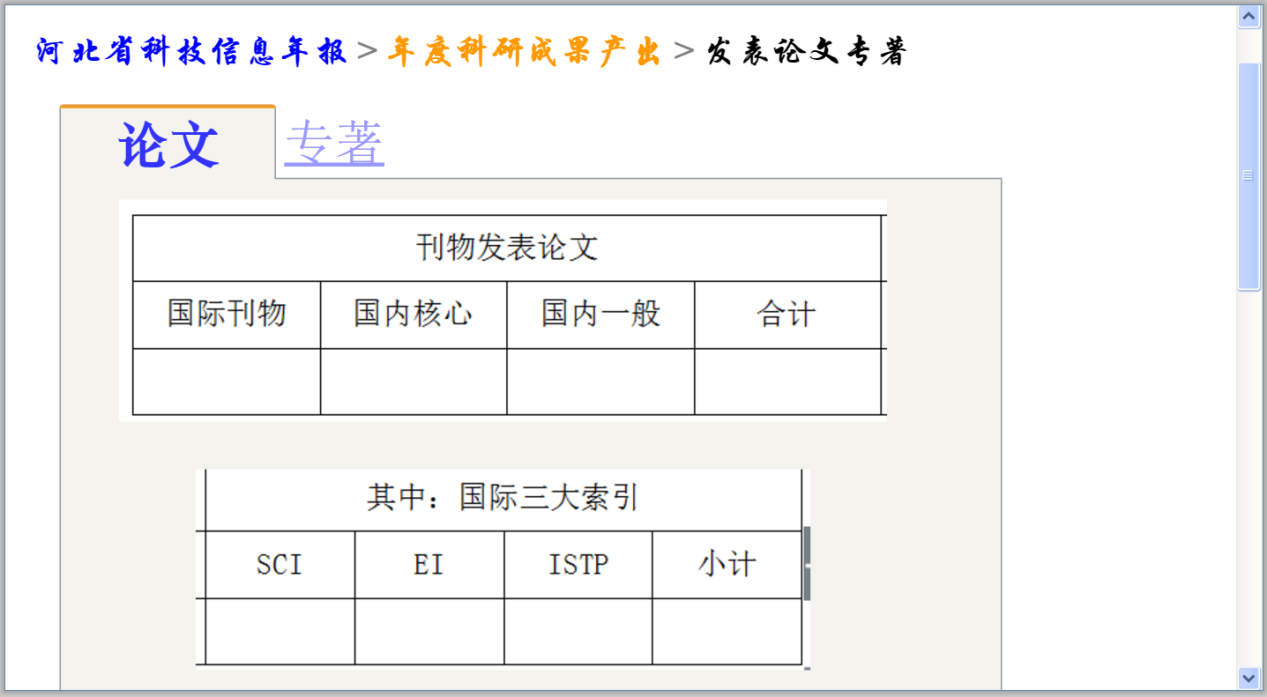 河北省科技信息年报>年度科研成果产出>发表论文专著
论文 专著
刊物发表论文
国际刊物 国内核心 国内一般 合计
其中：国际三大索引
SCI EI ISTP 小计